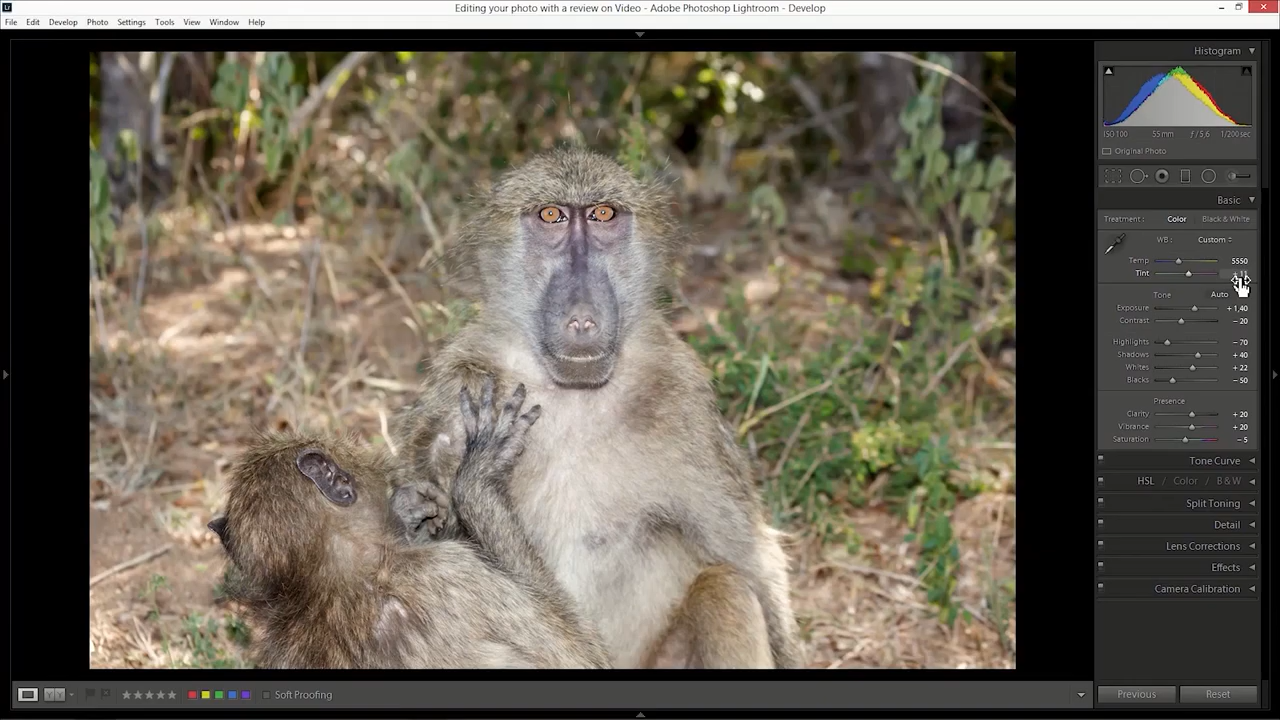 Lr Editing your photo with a review on Video - Adobe Photoshop Lightroom - Develop
File Edit Develop Photo Settings Tools View Window Help
Histogram
ISO 100 55 mm ƒ / 5,6 1/200 sec
Original Photo
Basic
Treatment : Color Black & White
WB : Custom
Temp 5550
Tint
Tone Auto
Exposure + 1,40
Contrast − 20
Highlights − 70
Shadows + 40
Whites + 22
Blacks − 50
Presence
Clarity + 20
Vibrance + 20
Saturation − 5
Tone Curve
HSL / Color / B & W
Split Toning
Detail
Lens Corrections
Effects
Camera Calibration
Soft Proofing
Previous Reset